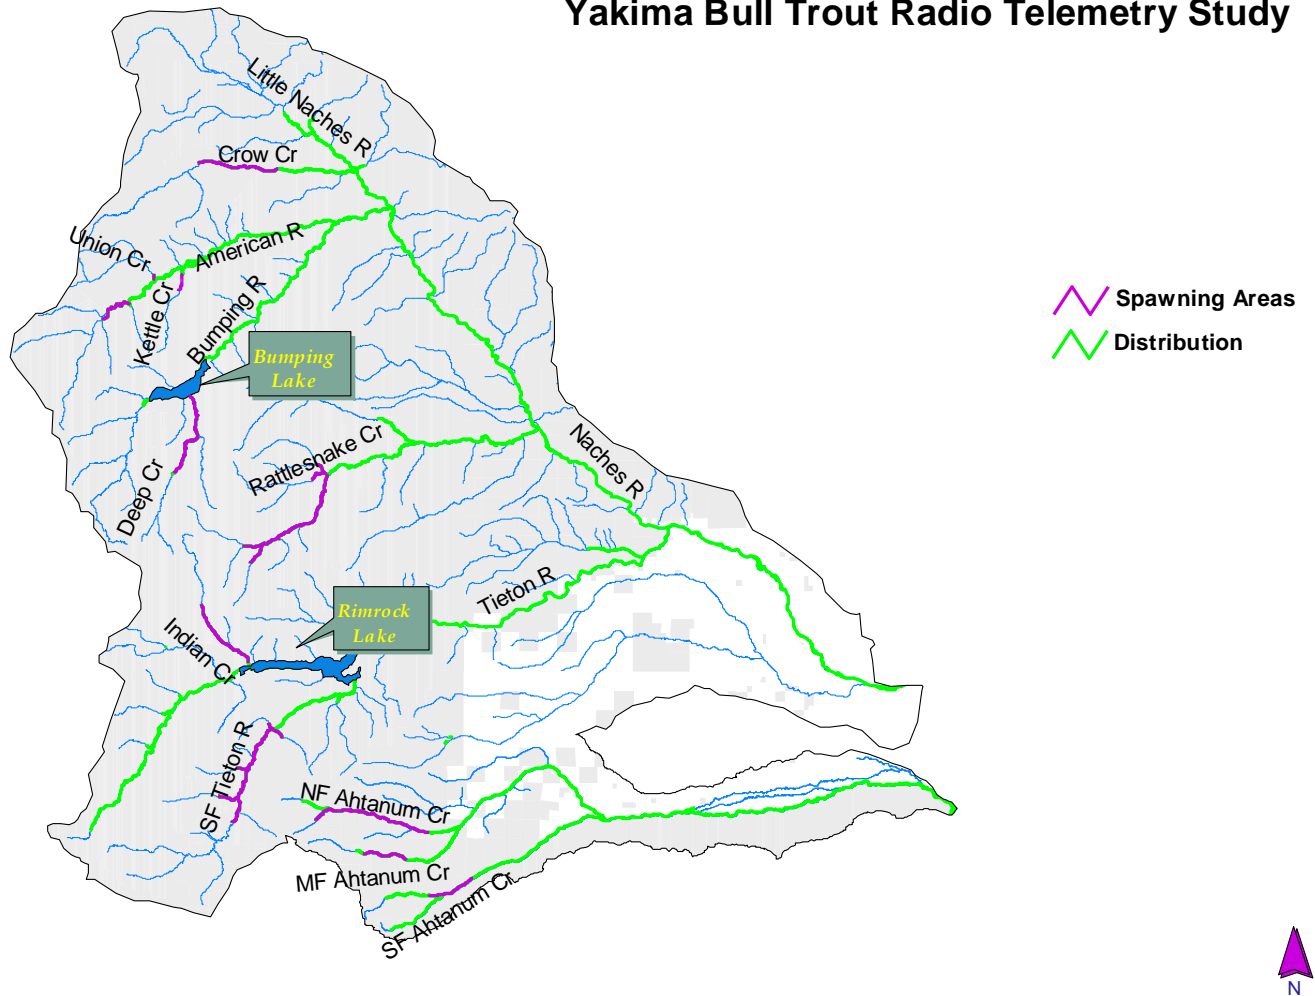 Yakima Bull Trout Radio Telemetry Study
Little Naches R
Crow Cr
Union Cr
American R
Kettle Cr
Bumping R
Bumping
Lake
Spawning Areas
Distribution
Rattlesnake Cr
Naches R
Deep Cr
Tieton R
Rimrock
Lake
Indian Cr
SF Tieton R
NF Ahtanum Cr
MF Ahtanum Cr
SF Ahtanum Cr
N